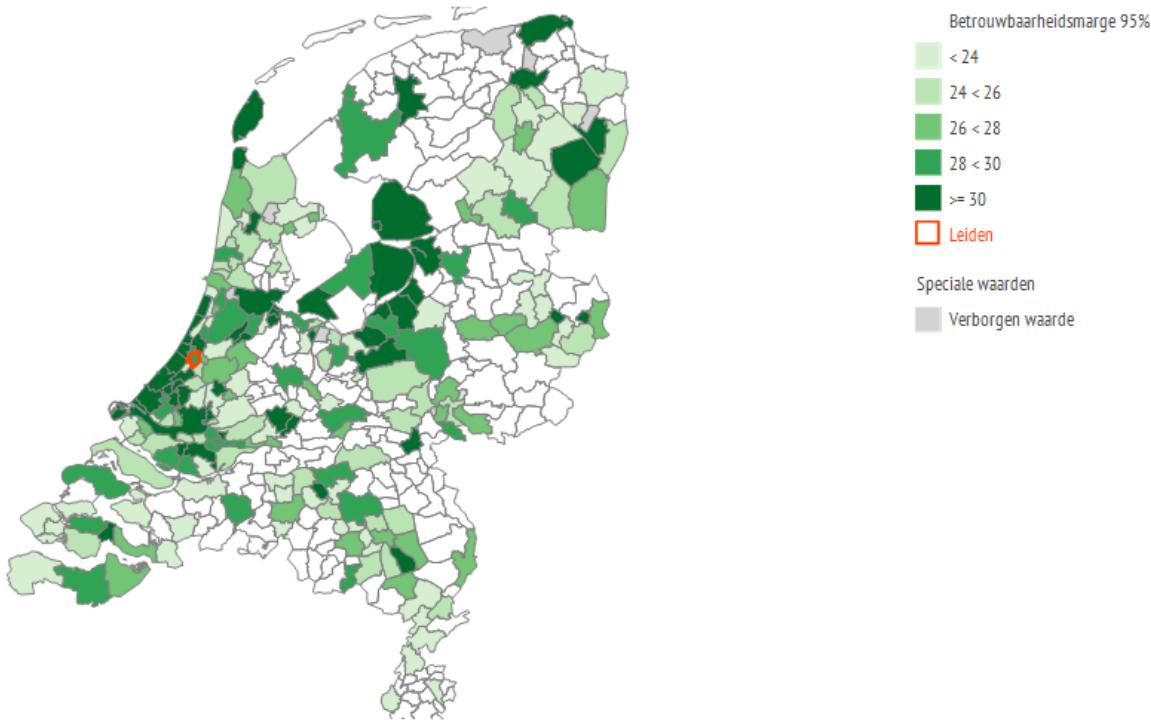 Betrouwbaarheidsmarge 95%
< 24
24 < 26
26 < 28
28 < 30
>= 30
Leiden
Speciale waarden
Verborgen waarde